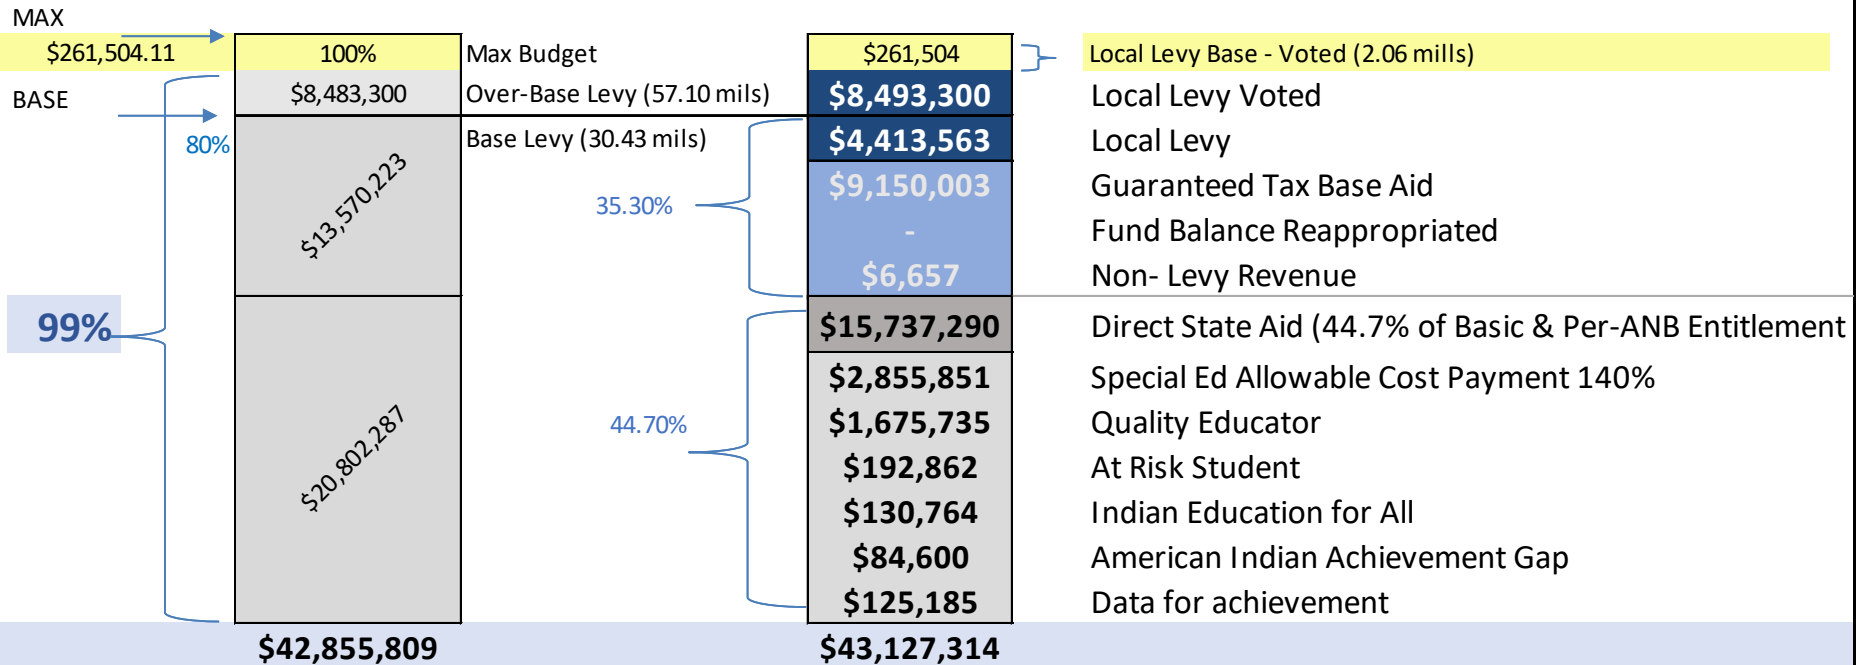 MAX
$261,504.11 100% Max Budget $261,504 Local Levy Base - Voted (2.06 mills)
BASE $8,483,300 Over-Base Levy (57.10 mils) $8,493,300 Local Levy Voted
80% Base Levy (30.43 mils) $4,413,563 Local Levy
$13,570,223 35.30% $9,150,003 Guaranteed Tax Base Aid
- Fund Balance Reappropriated
$6,657 Non- Levy Revenue
99% $15,737,290 Direct State Aid (44.7% of Basic & Per-ANB Entitlement
$2,855,851 Special Ed Allowable Cost Payment 140%
$20,802,287 44.70% $1,675,735 Quality Educator
$192,862 At Risk Student
$130,764 Indian Education for All
$84,600 American Indian Achievement Gap
$125,185 Data for achievement
$42,855,809 $43,127,314